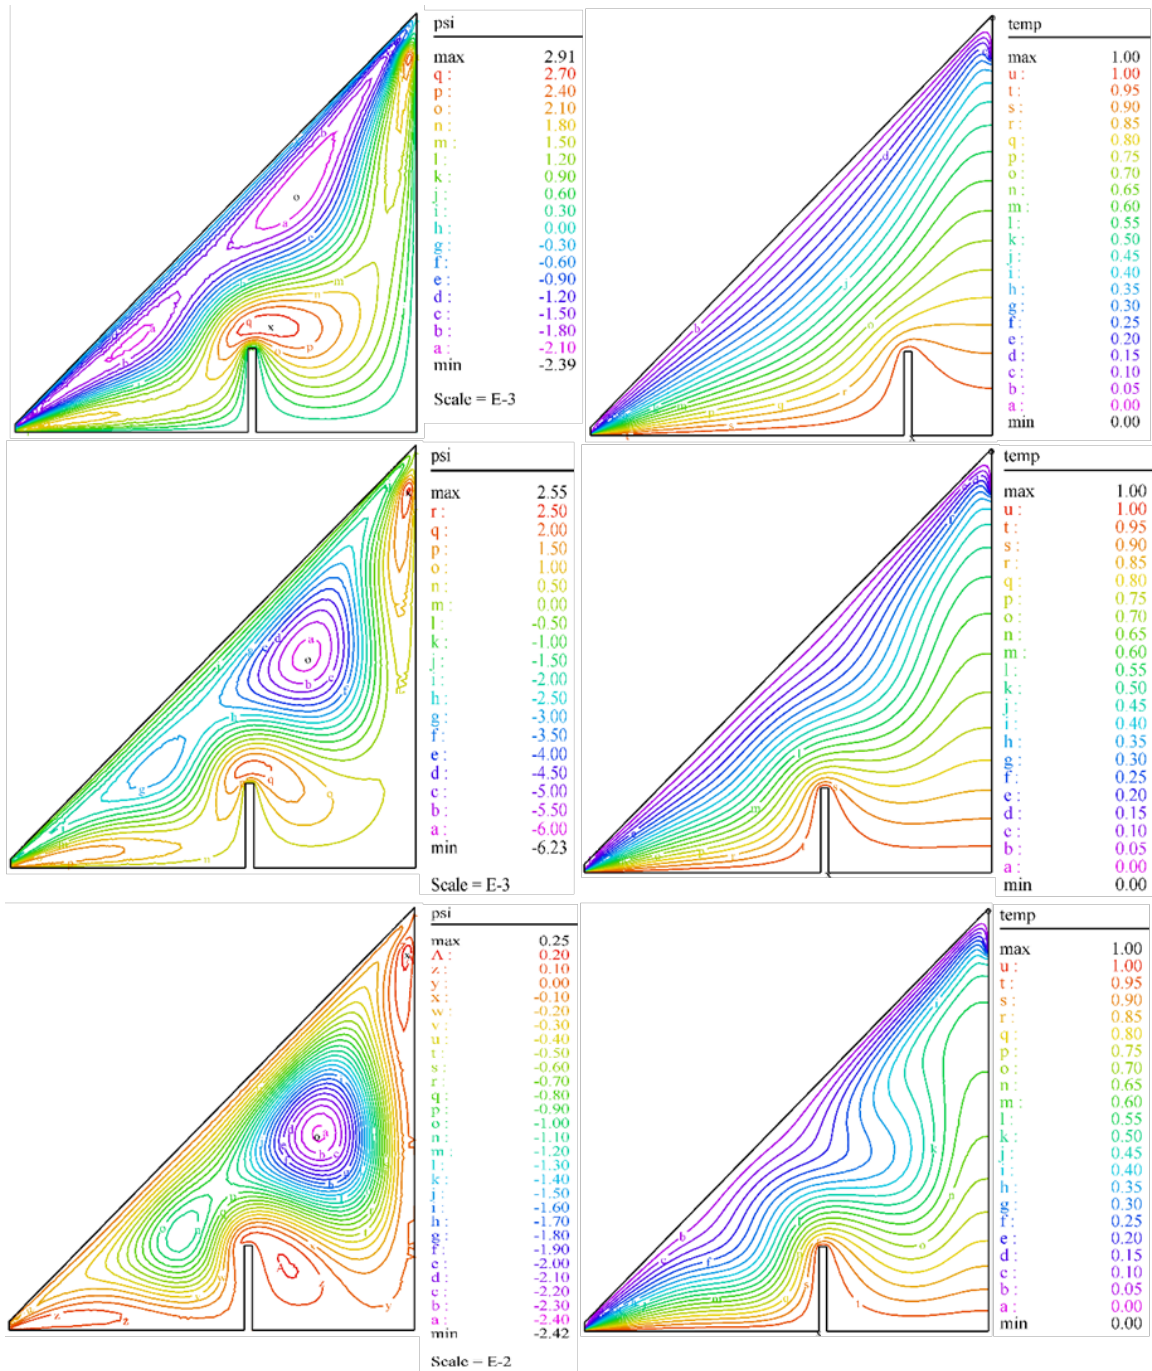 psi
max 2.91
q : 2.70
p : 2.40
o : 2.10
n : 1.80
m : 1.50
l : 1.20
k : 0.90
j : 0.60
i : 0.30
h : 0.00
g : -0.30
f : -0.60
e : -0.90
d : -1.20
c : -1.50
b : -1.80
a : -2.10
min -2.39
Scale = E-3
temp
max 1.00
u : 1.00
t : 0.95
s : 0.90
r : 0.85
q : 0.80
p : 0.75
o : 0.70
n : 0.65
m : 0.60
l : 0.55
k : 0.50
j : 0.45
i : 0.40
h : 0.35
g : 0.30
f : 0.25
e : 0.20
d : 0.15
c : 0.10
b : 0.05
a : 0.00
min 0.00
psi
max 2.55
r : 2.50
q : 2.00
p : 1.50
o : 1.00
n : 0.50
m : 0.00
l : -0.50
k : -1.00
j : -1.50
i : -2.00
h : -2.50
g : -3.00
f : -3.50
e : -4.00
d : -4.50
c : -5.00
b : -5.50
a : -6.00
min -6.23
Scale = E-3
temp
max 1.00
u : 1.00
t : 0.95
s : 0.90
r : 0.85
q : 0.80
p : 0.75
o : 0.70
n : 0.65
m : 0.60
l : 0.55
k : 0.50
j : 0.45
i : 0.40
h : 0.35
g : 0.30
f : 0.25
e : 0.20
d : 0.15
c : 0.10
b : 0.05
a : 0.00
min 0.00
psi
max 0.25
A : 0.20
z : 0.10
y : 0.00
x : -0.10
w : -0.20
v : -0.30
u : -0.40
t : -0.50
s : -0.60
r : -0.70
q : -0.80
p : -0.90
o : -1.00
n : -1.10
m : -1.20
l : -1.30
k : -1.40
j : -1.50
i : -1.60
h : -1.70
g : -1.80
f : -1.90
e : -2.00
d : -2.10
c : -2.20
b : -2.30
a : -2.40
min -2.42
Scale = E-2
temp
max 1.00
u : 1.00
t : 0.95
s : 0.90
r : 0.85
q : 0.80
p : 0.75
o : 0.70
n : 0.65
m : 0.60
l : 0.55
k : 0.50
j : 0.45
i : 0.40
h : 0.35
g : 0.30
f : 0.25
e : 0.20
d : 0.15
c : 0.10
b : 0.05
a : 0.00
min 0.00